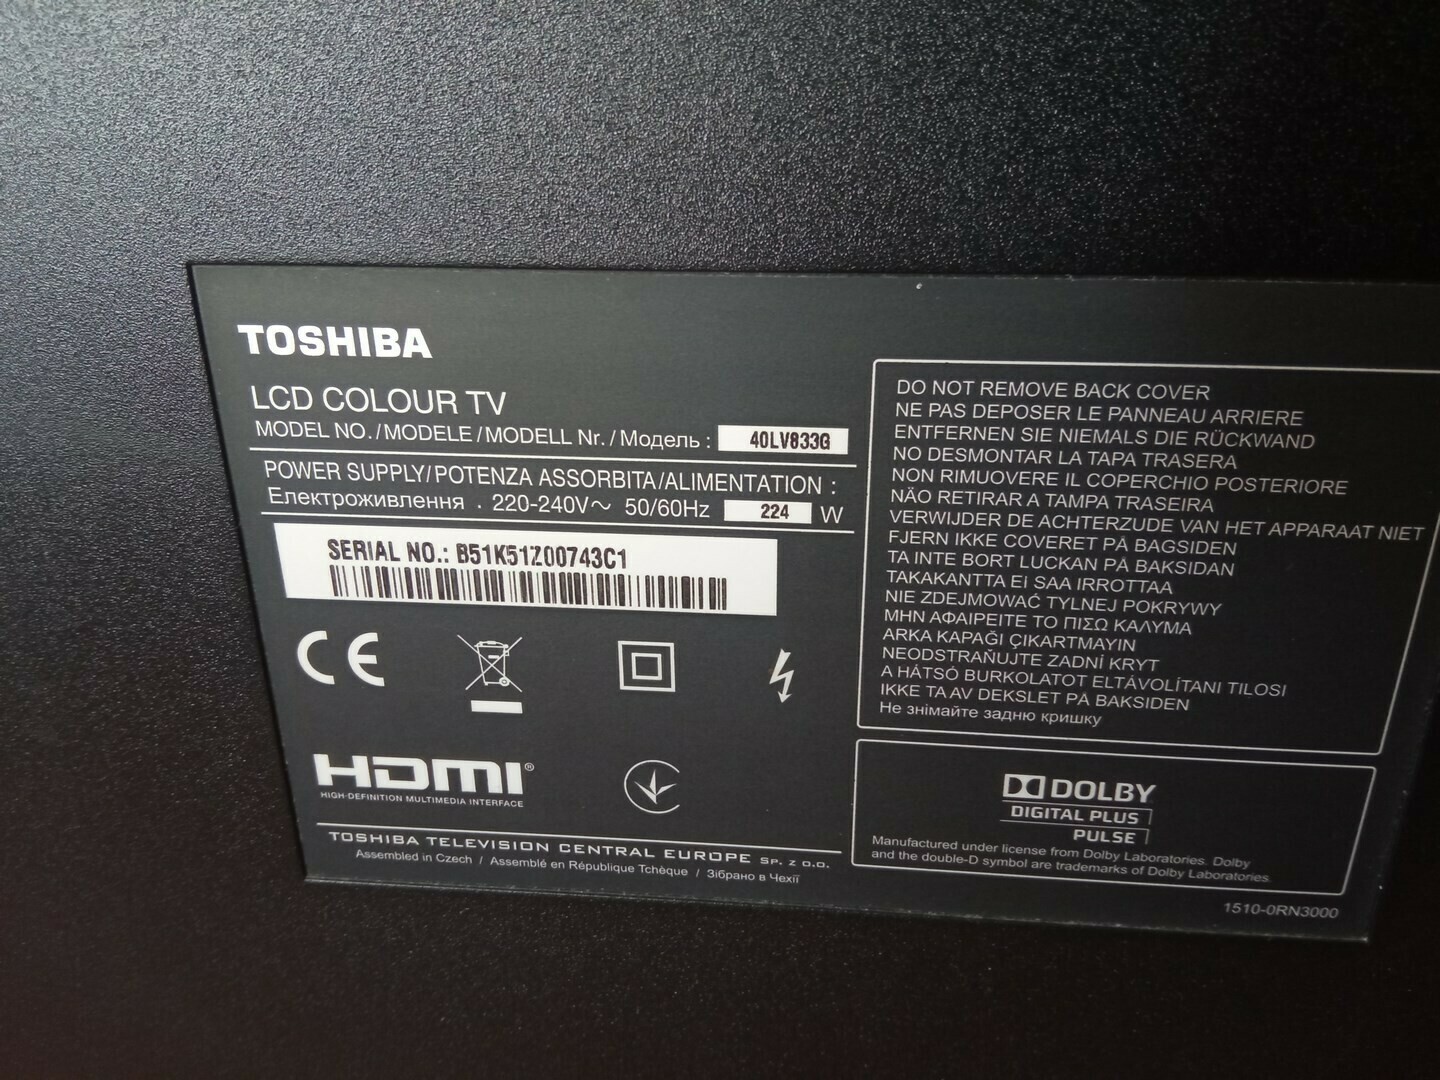 TOSHIBA
LCD COLOUR TV
MODEL NO./MODELE/MODELL Nr./Модель : 40LV833G
POWER SUPPLY/POTENZA ASSORBITA/ALIMENTATION :
Електроживлення . 220-240V～ 50/60Hz 224 W
SERIAL NO.: B51K51Z00743C1
CE
HDMI®
HIGH-DEFINITION MULTIMEDIA INTERFACE
TOSHIBA TELEVISION CENTRAL EUROPE SP. Z O.O.
Assembled in Czech / Assemblé en République Tchèque / Зібрано в Чехії
DO NOT REMOVE BACK COVER
NE PAS DEPOSER LE PANNEAU ARRIERE
ENTFERNEN SIE NIEMALS DIE RÜCKWAND
NO DESMONTAR LA TAPA TRASERA
NON RIMUOVERE IL COPERCHIO POSTERIORE
NÃO RETIRAR A TAMPA TRASEIRA
VERWIJDER DE ACHTERZUDE VAN HET APPARAAT NIET
FJERN IKKE COVERET PÅ BAGSIDEN
TA INTE BORT LUCKAN PÅ BAKSIDAN
TAKAKANTTA EI SAA IRROTTAA
NIE ZDEJMOWAĆ TYLNEJ POKRYWY
ΜΗΝ ΑΦΑΙΡΕΙΤΕ ΤΟ ΠΙΣΩ ΚΑΛΥΜΑ
ARKA KAPAĞI ÇIKARTMAYIN
NEODSTRAŇUJTE ZADNÍ KRYT
A HÁTSÓ BURKOLATOT ELTÁVOLÍTANI TILOSI
IKKE TA AV DEKSLET PÅ BAKSIDEN
Не знімайте задню кришку
DOLBY
DIGITAL PLUS
PULSE
Manufactured under license from Dolby Laboratories. Dolby
and the double-D symbol are trademarks of Dolby Laboratories.
1510-0RN3000